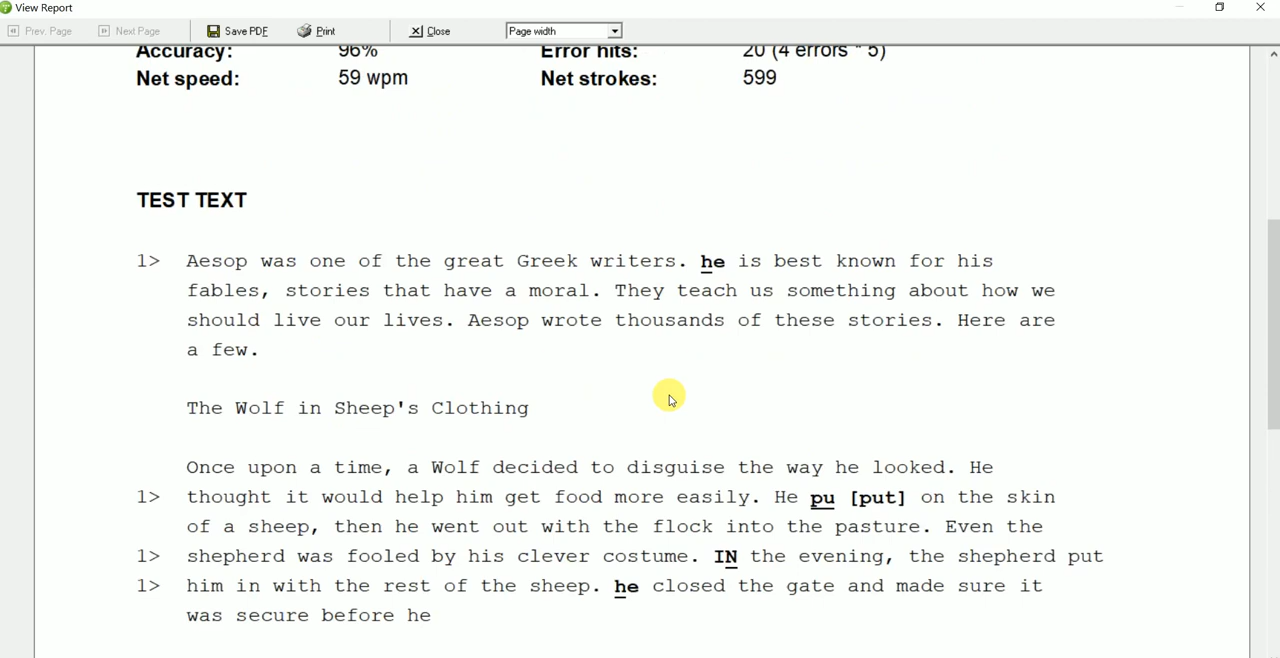 View Report
Prev. Page Next Page Save PDF Print Close Page width
Accuracy: 96% Error hits: 20 (4 errors * 5)
Net speed: 59 wpm Net strokes: 599
TEST TEXT
1> Aesop was one of the great Greek writers. he is best known for his
fables, stories that have a moral. They teach us something about how we
should live our lives. Aesop wrote thousands of these stories. Here are
a few.
The Wolf in Sheep's Clothing
Once upon a time, a Wolf decided to disguise the way he looked. He
1> thought it would help him get food more easily. He pu [put] on the skin
of a sheep, then he went out with the flock into the pasture. Even the
1> shepherd was fooled by his clever costume. IN the evening, the shepherd put
1> him in with the rest of the sheep. he closed the gate and made sure it
was secure before he